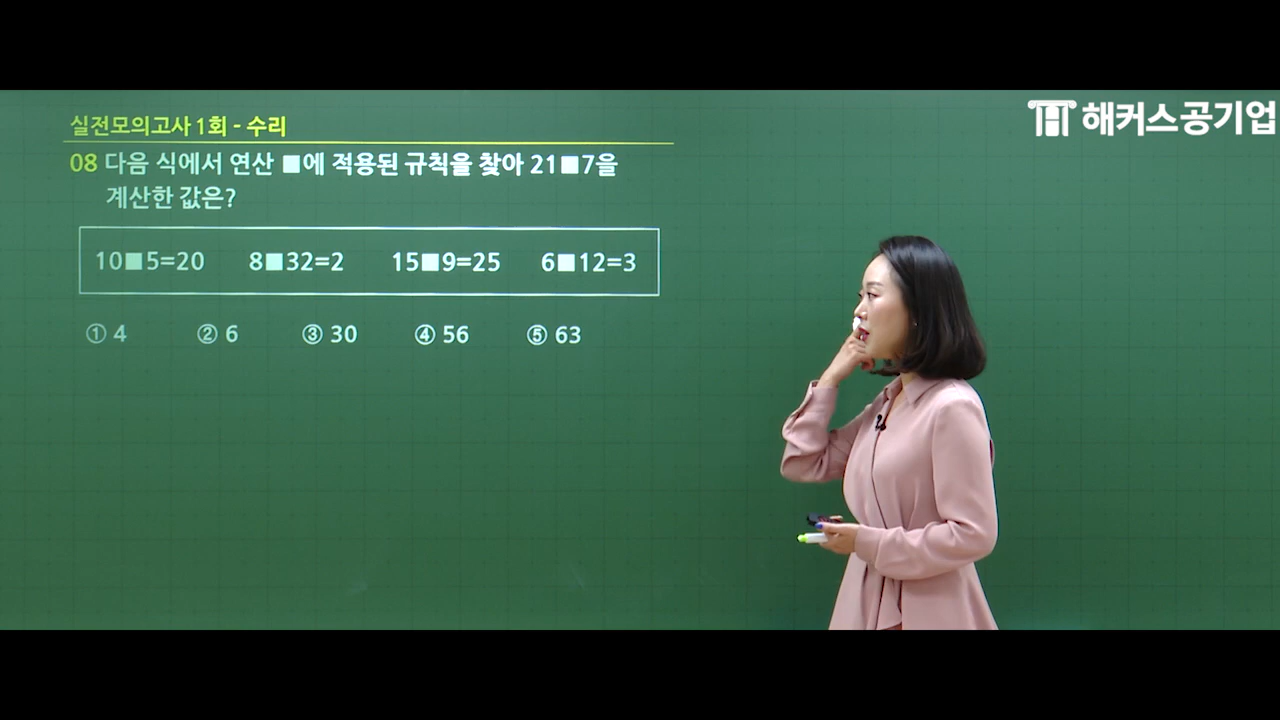 해커스공기업
실전모의고사 1회 - 수리
08 다음 식에서 연산 ■에 적용된 규칙을 찾아 21■7을
계산한 값은?
10■5=20 8■32=2 15■9=25 6■12=3
① 4 ② 6 ③ 30 ④ 56 ⑤ 63